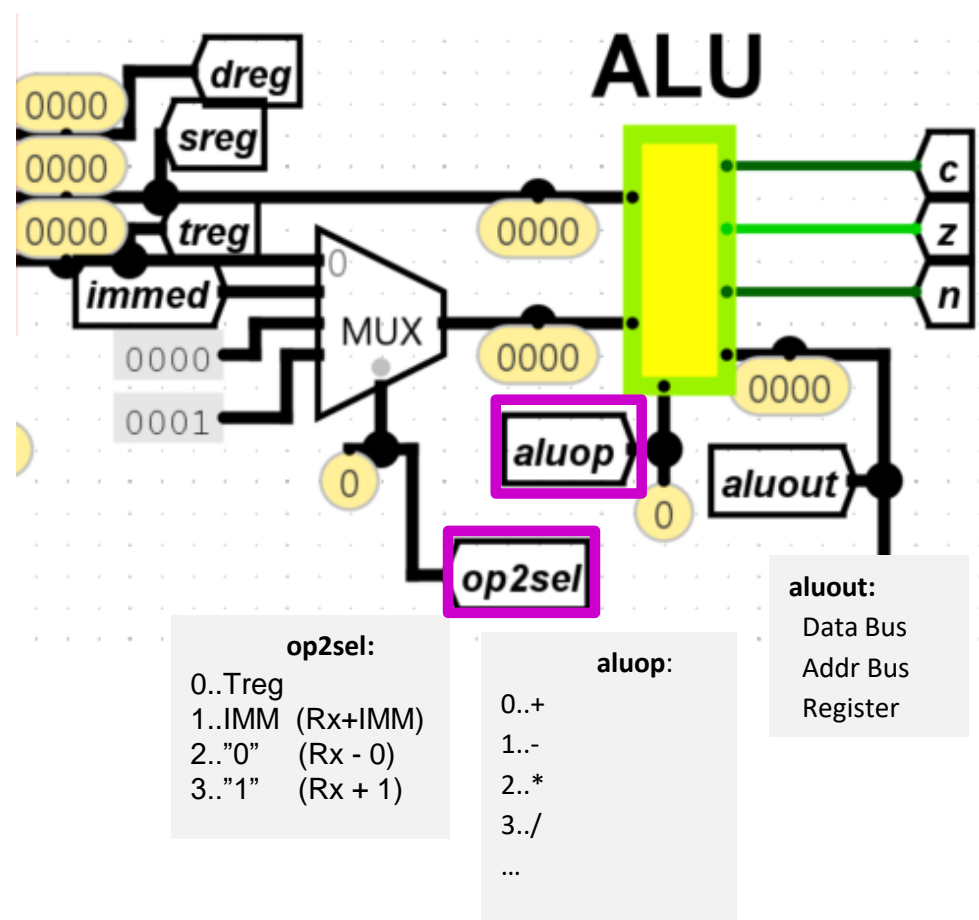 ALU
dreg
0000
sreg
0000
c
0000
treg
0000
z
0
immed
n
MUX
0000
0000
0000
0001
aluop
aluout
0
0
op2sel
aluout:
Data Bus
Addr Bus
Register
op2sel:
0..Treg
1..IMM (Rx+IMM)
2..”0” (Rx - 0)
3..”1” (Rx + 1)
aluop:
0..+
1..-
2..*
3../
...